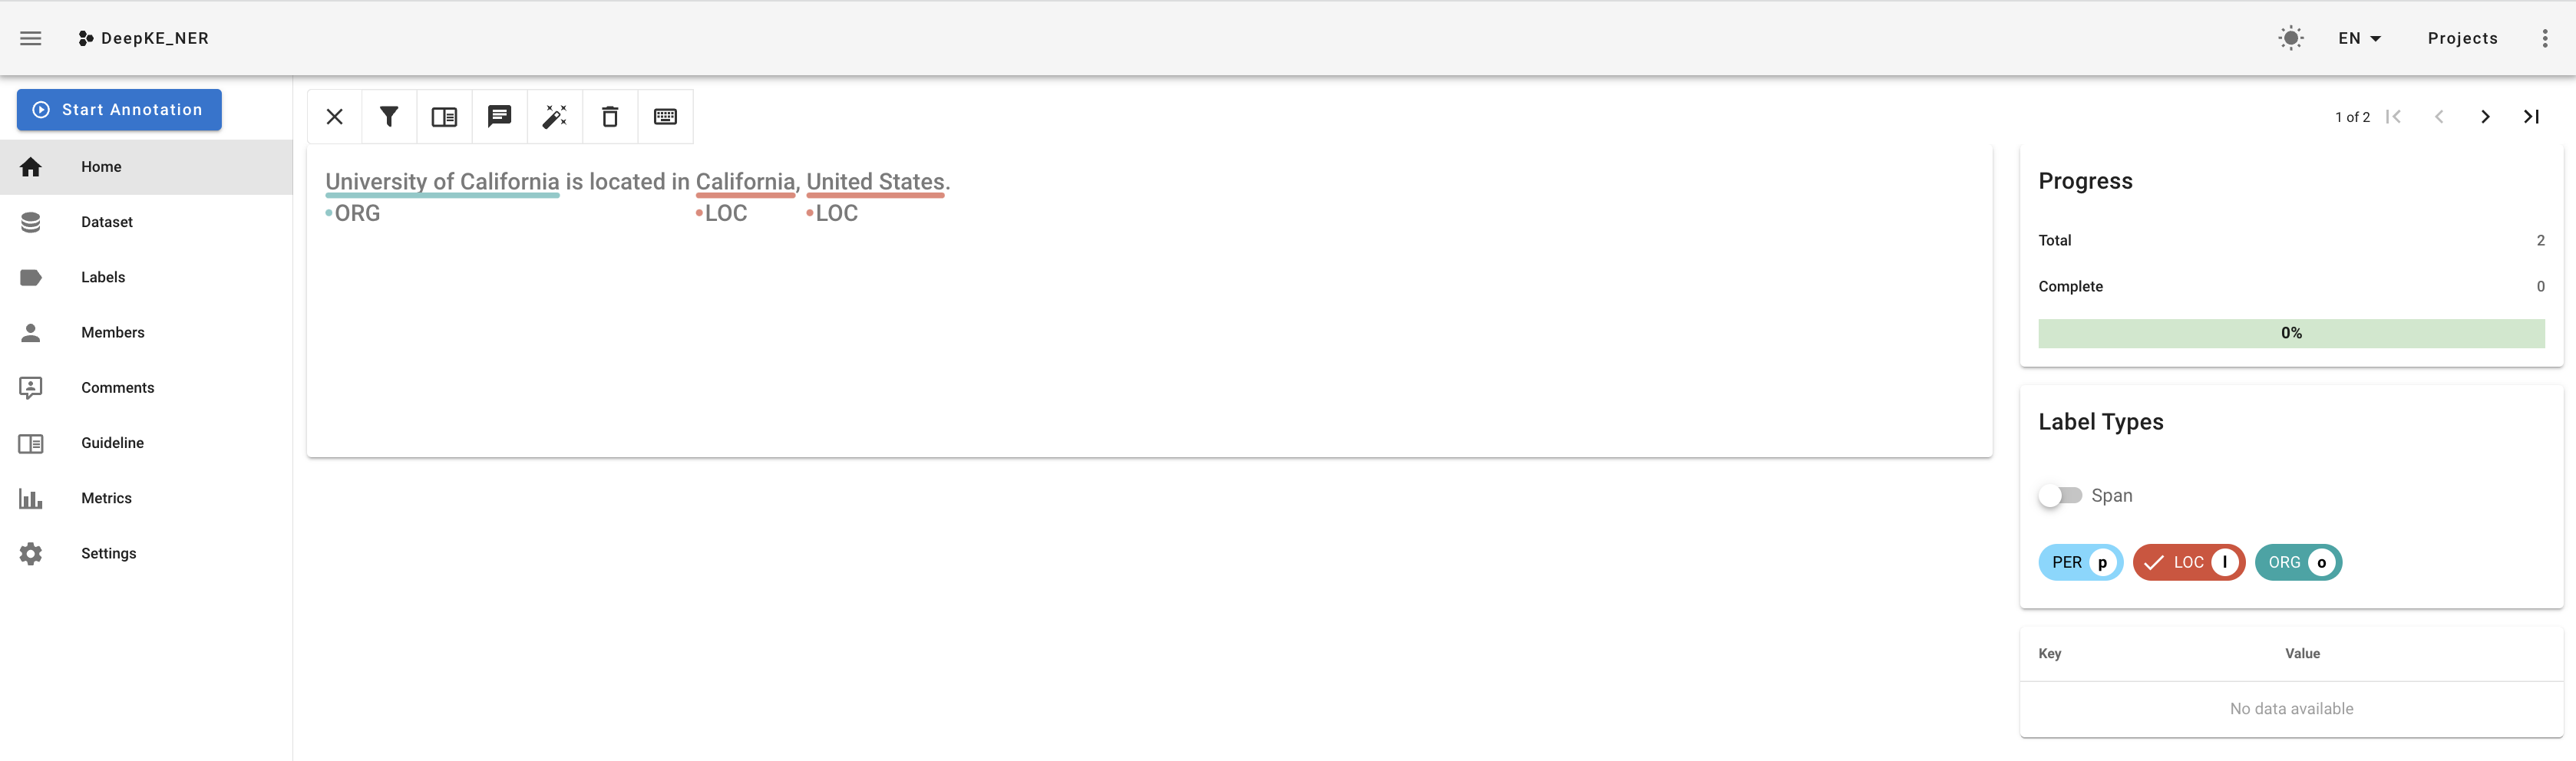 DeepKE_NER
EN
Projects
Start Annotation
Home
Dataset
Labels
Members
Comments
Guideline
Metrics
Settings
1 of 2
University of California is located in California, United States.
•ORG •LOC •LOC
Progress
Total 2
Complete 0
0%
Label Types
Span
PER p LOC l ORG o
Key Value
No data available